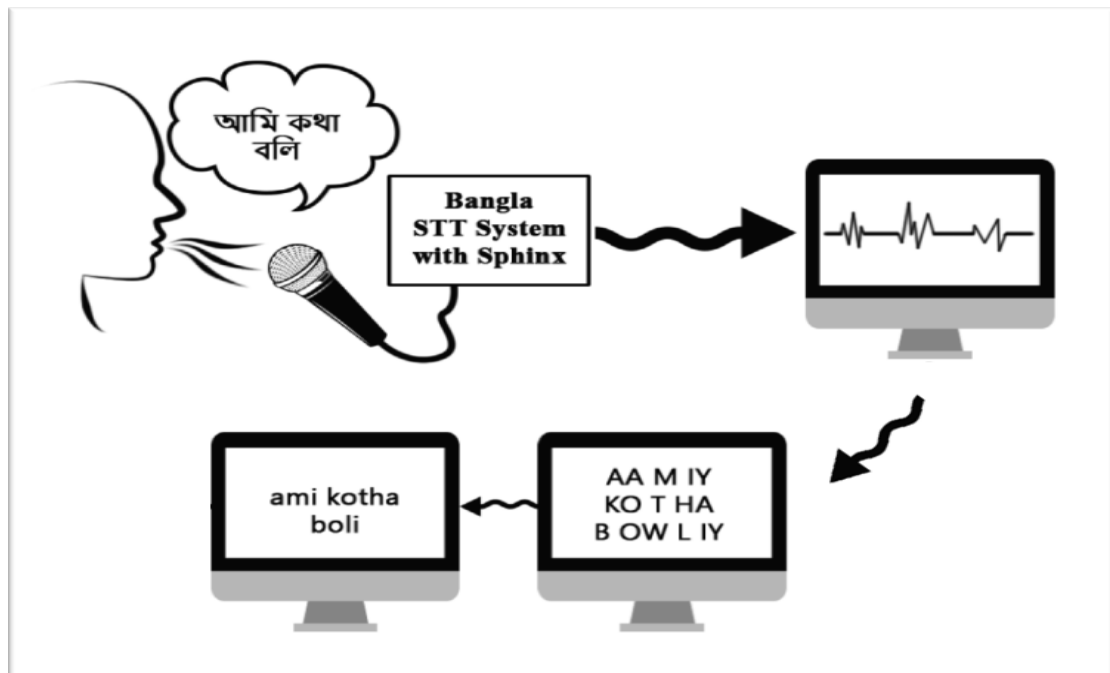 আমি কথা
বলি
Bangla
STT System
with Sphinx
AA M IY
KO T HA
B OW L IY
ami kotha
boli